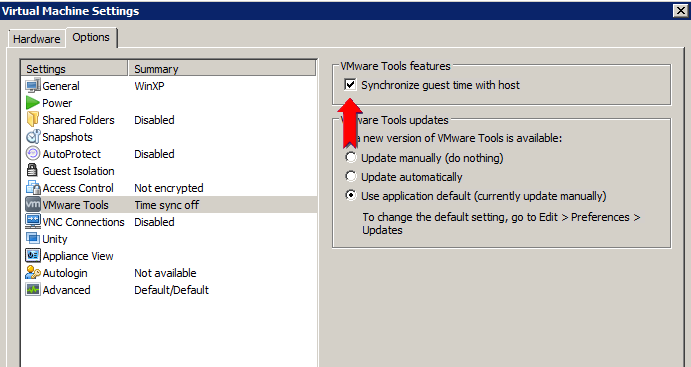 Virtual Machine Settings
Hardware Options
Settings Summary
General WinXP
Power
Shared Folders Disabled
Snapshots
AutoProtect Disabled
Guest Isolation
Access Control Not encrypted
vm VMware Tools Time sync off
VNC Connections Disabled
Unity
Appliance View
Autologin Not available
Advanced Default/Default
VMware Tools features
Synchronize guest time with host
ware Tools updates
a new version of VMware Tools is available:
Update manually (do nothing)
Update automatically
Use application default (currently update manually)
To change the default setting, go to Edit > Preferences >
Updates